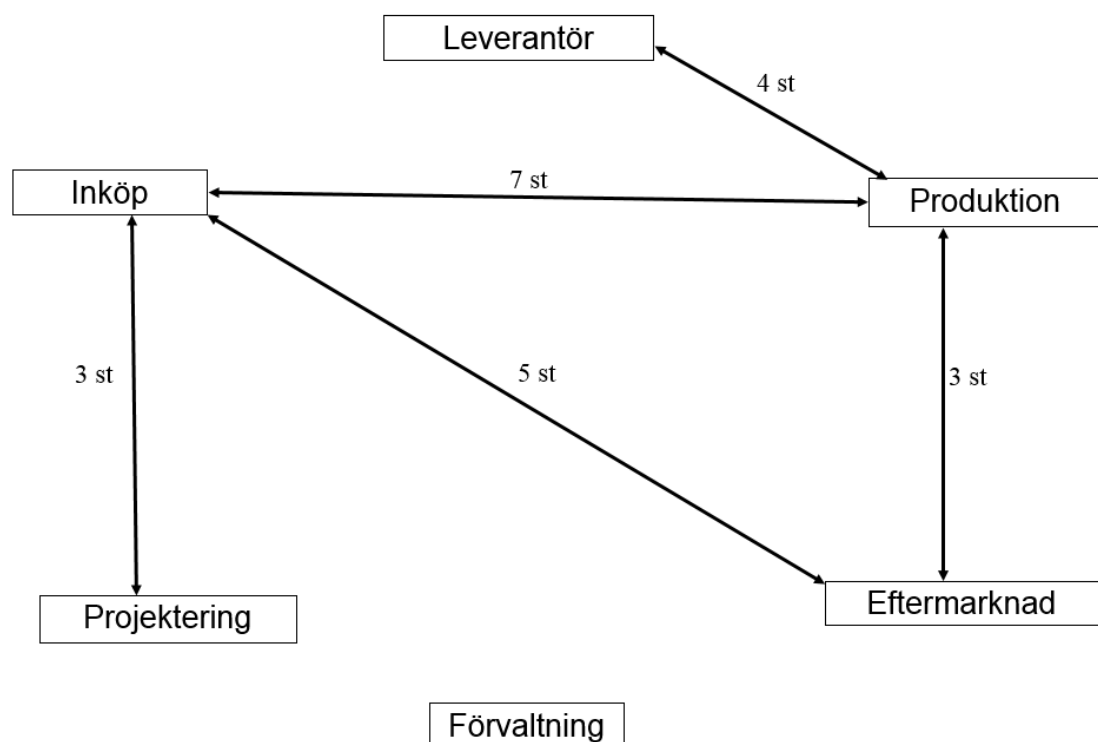 Leverantör
4 st
Inköp
7 st
Produktion
3 st
5 st
3 st
Projektering
Eftermarknad
Förvaltning